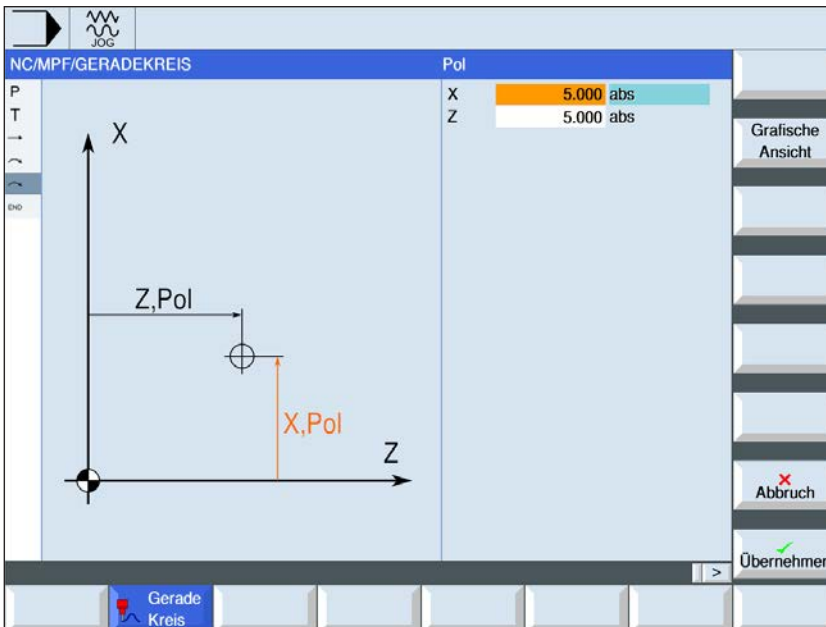 JOG
NC/MPF/GERADEKREIS
Pol
P
T
END
X 5.000 abs
Z 5.000 abs
X
Z,Pol
X,Pol
Z
Grafische
Ansicht
Abbruch
Übernehmen
>
Gerade
Kreis